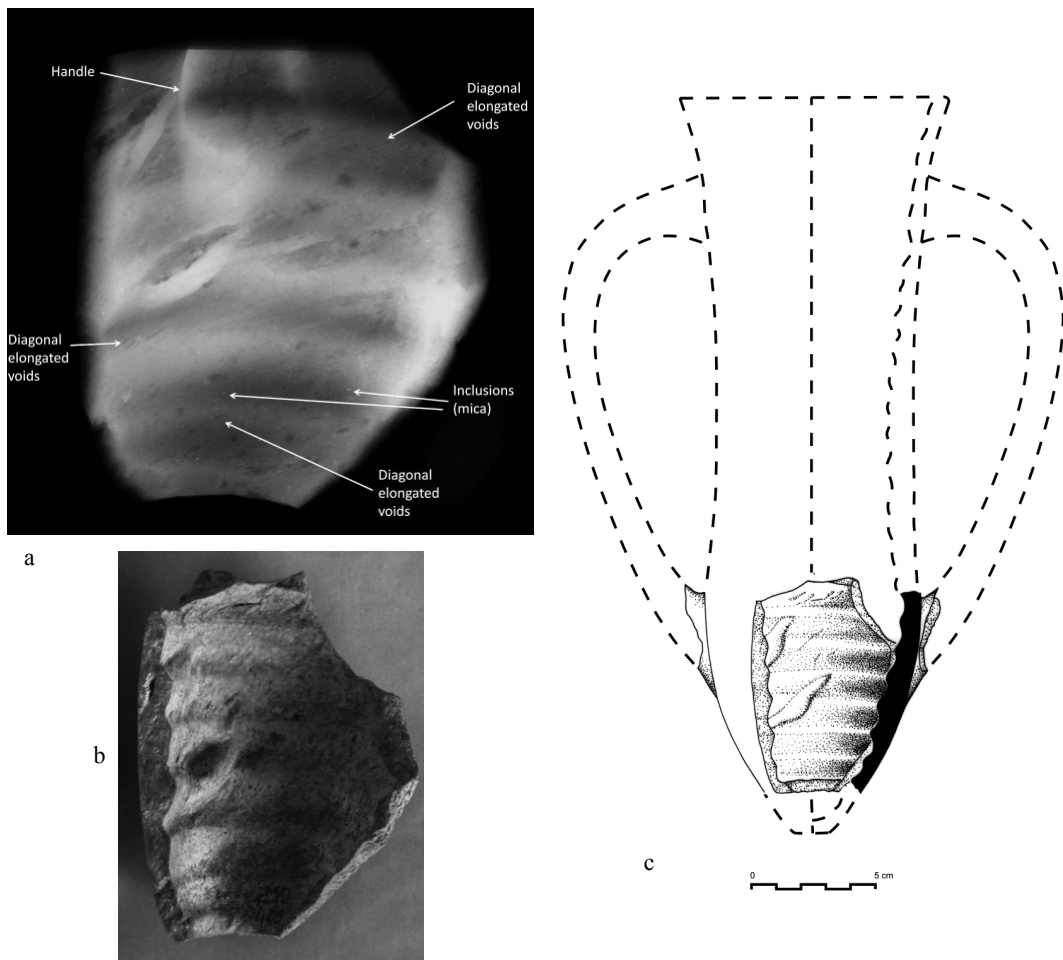 Handle
Diagonal
elongated
voids
Diagonal
elongated
voids
Inclusions
(mica)
Diagonal
elongated
voids
a
b
c
0 5 cm